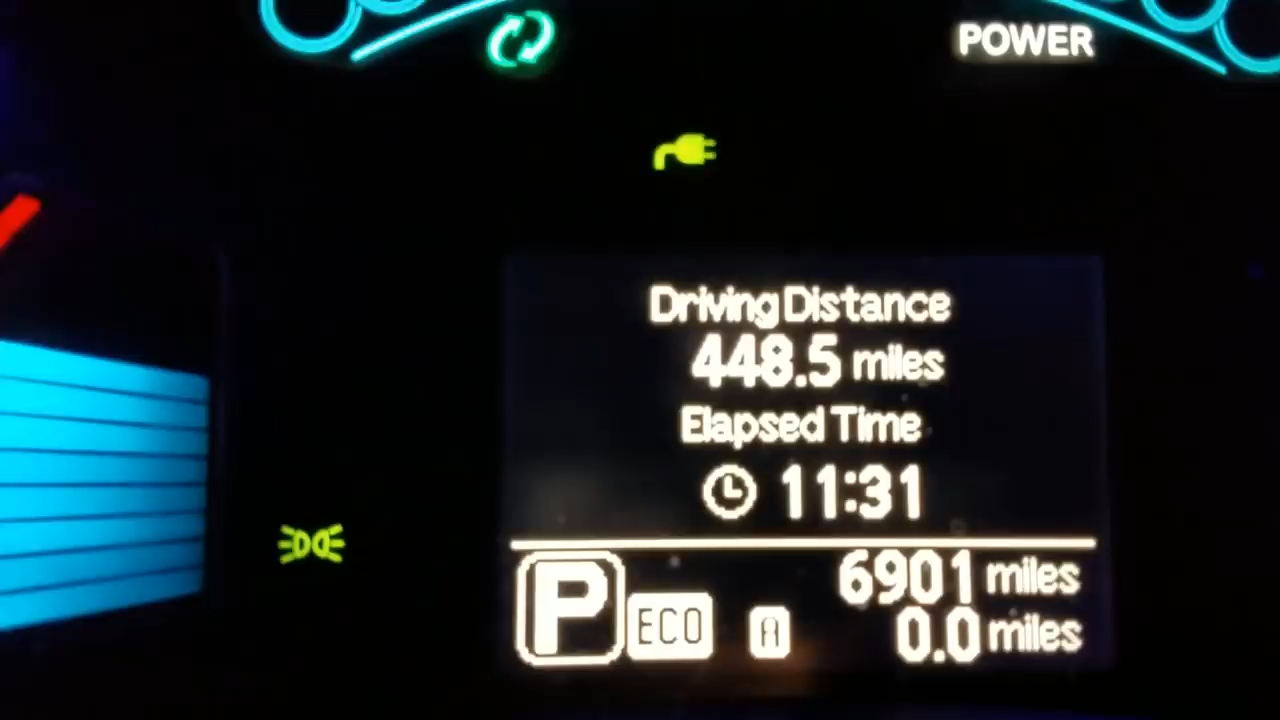 POWER
Driving Distance
448.5 miles
Elapsed Time
11:31
P ECO A 6901 miles
0.0 miles